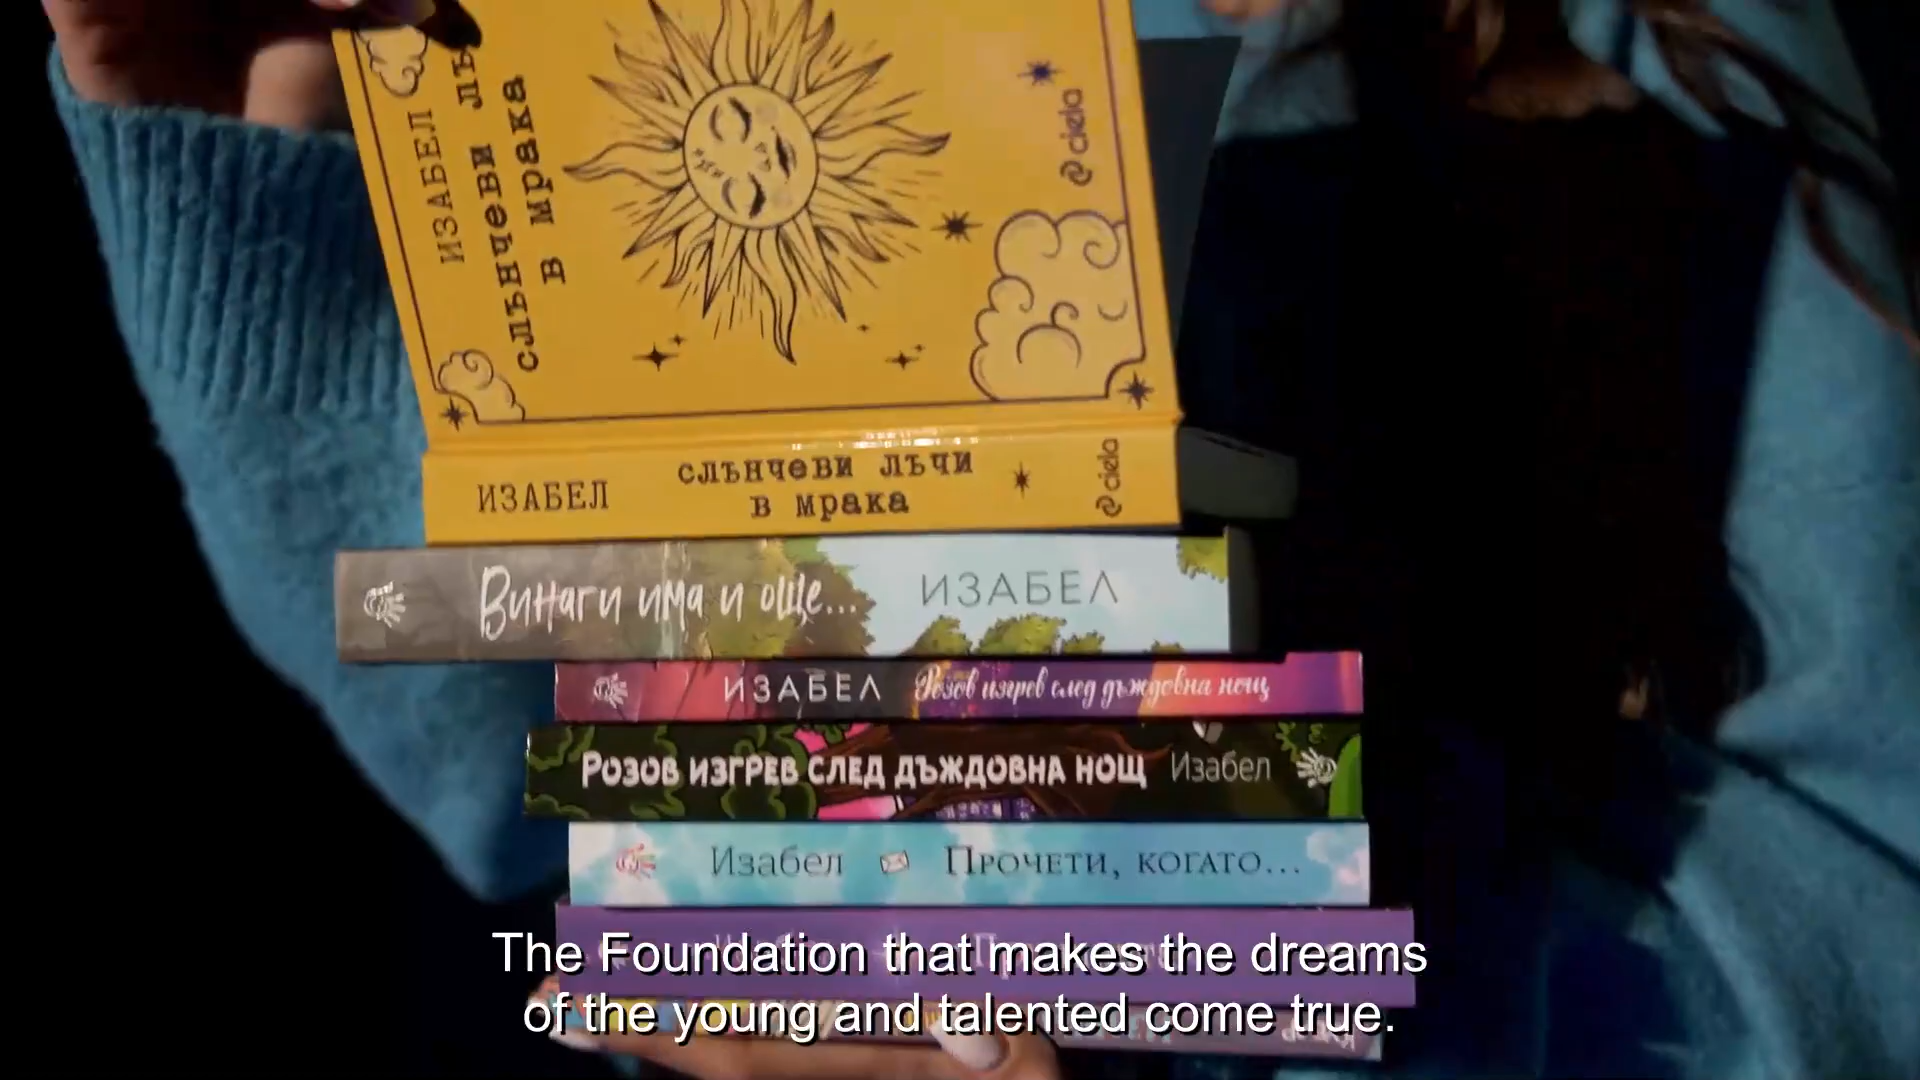 ИЗАБЕЛ
слънчеви
в мрака
ciela
ИЗАБЕЛ
слънчеви лъчи
в мрака
ciela
Винаги има и още...
ИЗАБЕЛ
ИЗАБЕЛ
Розов изгрев след дъждовна нощ
РОЗОВ ИЗГРЕВ СЛЕД ДЪЖДОВНА НОЩ
Изабел
Изабел
ПРОЧЕТИ, КОГАТО...
The Foundation that makes the dreams
of the young and talented come true.